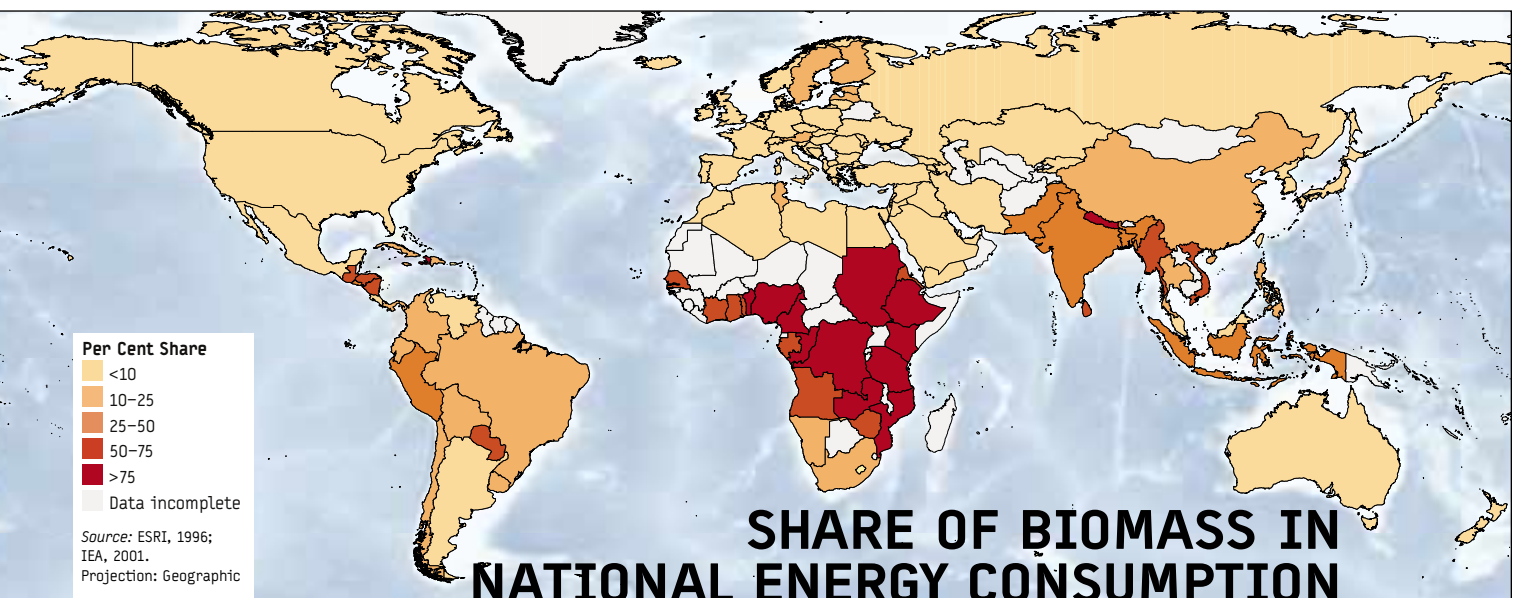 Per Cent Share
<10
10–25
25–50
50–75
>75
Data incomplete
Source: ESRI, 1996;
IEA, 2001.
Projection: Geographic
SHARE OF BIOMASS IN
NATIONAL ENERGY CONSUMPTION